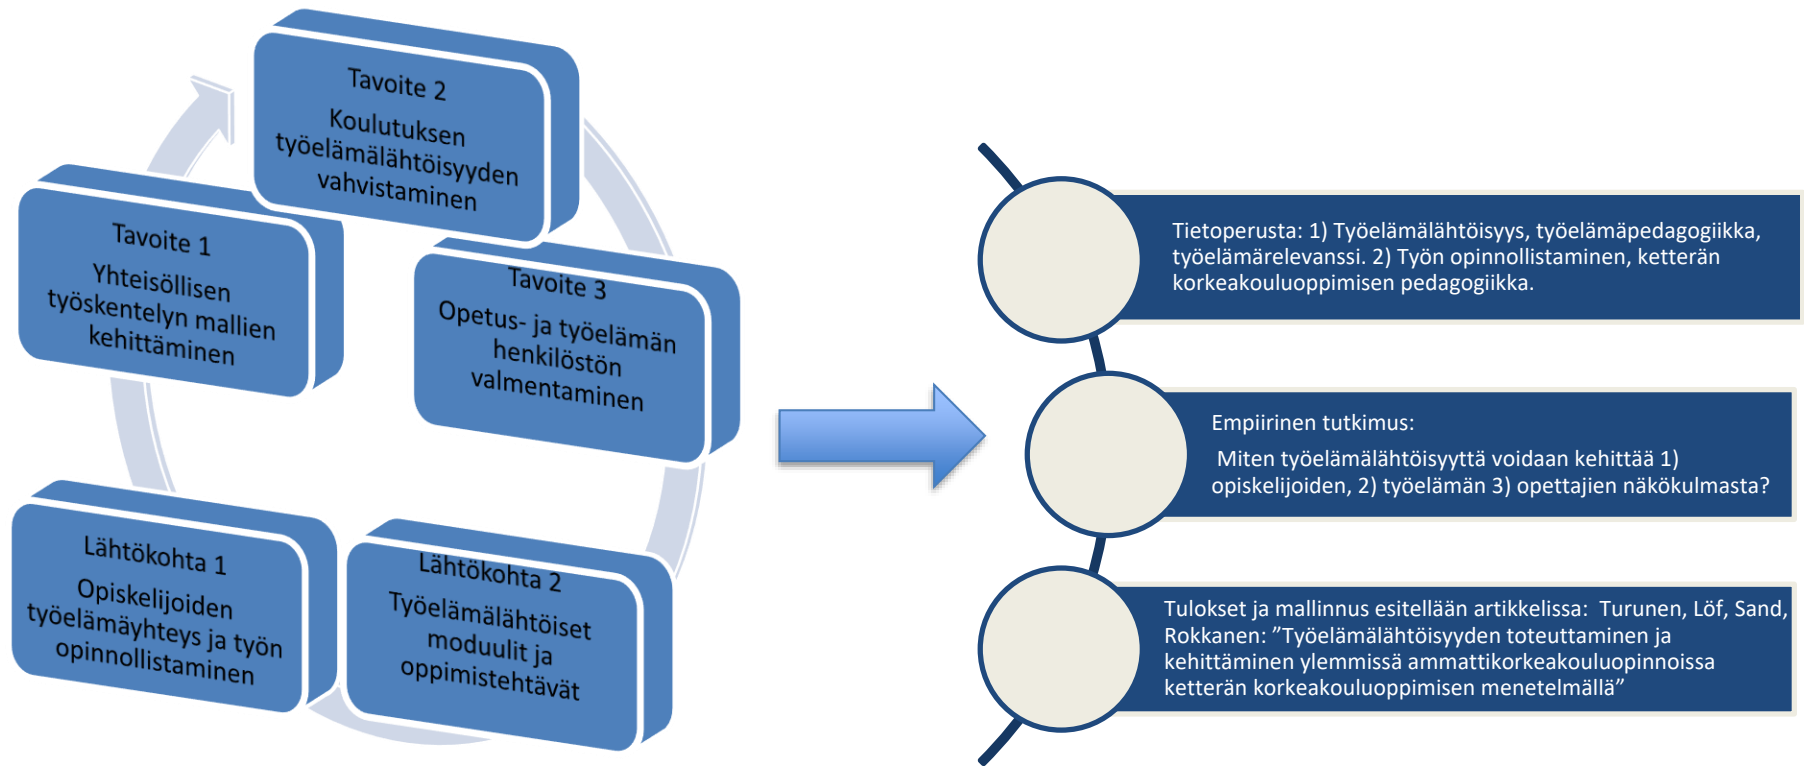 Tavoite 2
Koulutuksen
työelämälähtöisyyden
vahvistaminen
Tavoite 1
Yhteisöllisen
työskentelyn mallien
kehittäminen
Tavoite 3
Opetus- ja työelämän
henkilöstön
valmentaminen
Lähtökohta 1
Opiskelijoiden
työelämäyhteys ja työn
opinnollistaminen
Lähtökohta 2
Työelämälähtöiset
moduulit ja
oppimistehtävät
Tietoperusta: 1) Työelämälähtöisyys, työelämäpedagogiikka,
työelämärelevanssi. 2) Työn opinnollistaminen, ketterän
korkeakouluoppimisen pedagogiikka.
Empiirinen tutkimus:
Miten työelämälähtöisyyttä voidaan kehittää 1)
opiskelijoiden, 2) työelämän 3) opettajien näkökulmasta?
Tulokset ja mallinnus esitellään artikkelissa: Turunen, Löf, Sand,
Rokkanen: ”Työelämälähtöisyyden toteuttaminen ja
kehittäminen ylemmissä ammattikorkeakouluopinnoissa
ketterän korkeakouluoppimisen menetelmällä”